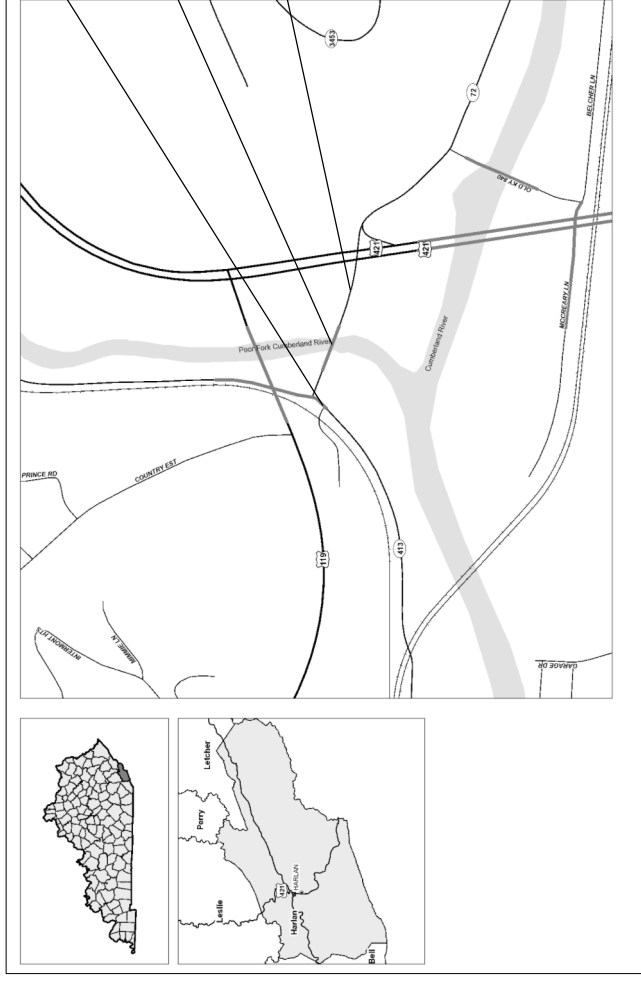 3453
72
BELCHER LN
OLD KY 840
421
421
Poor Fork Cumberland River
Cumberland River
MCCREARY LN
PRINCE RD
COUNTRY EST
119
413
INTERMONT HTS
MIMMIE LN
GARAGE DR
Letcher
Perry
Leslie
421
HARLAN
Harlan
Bell